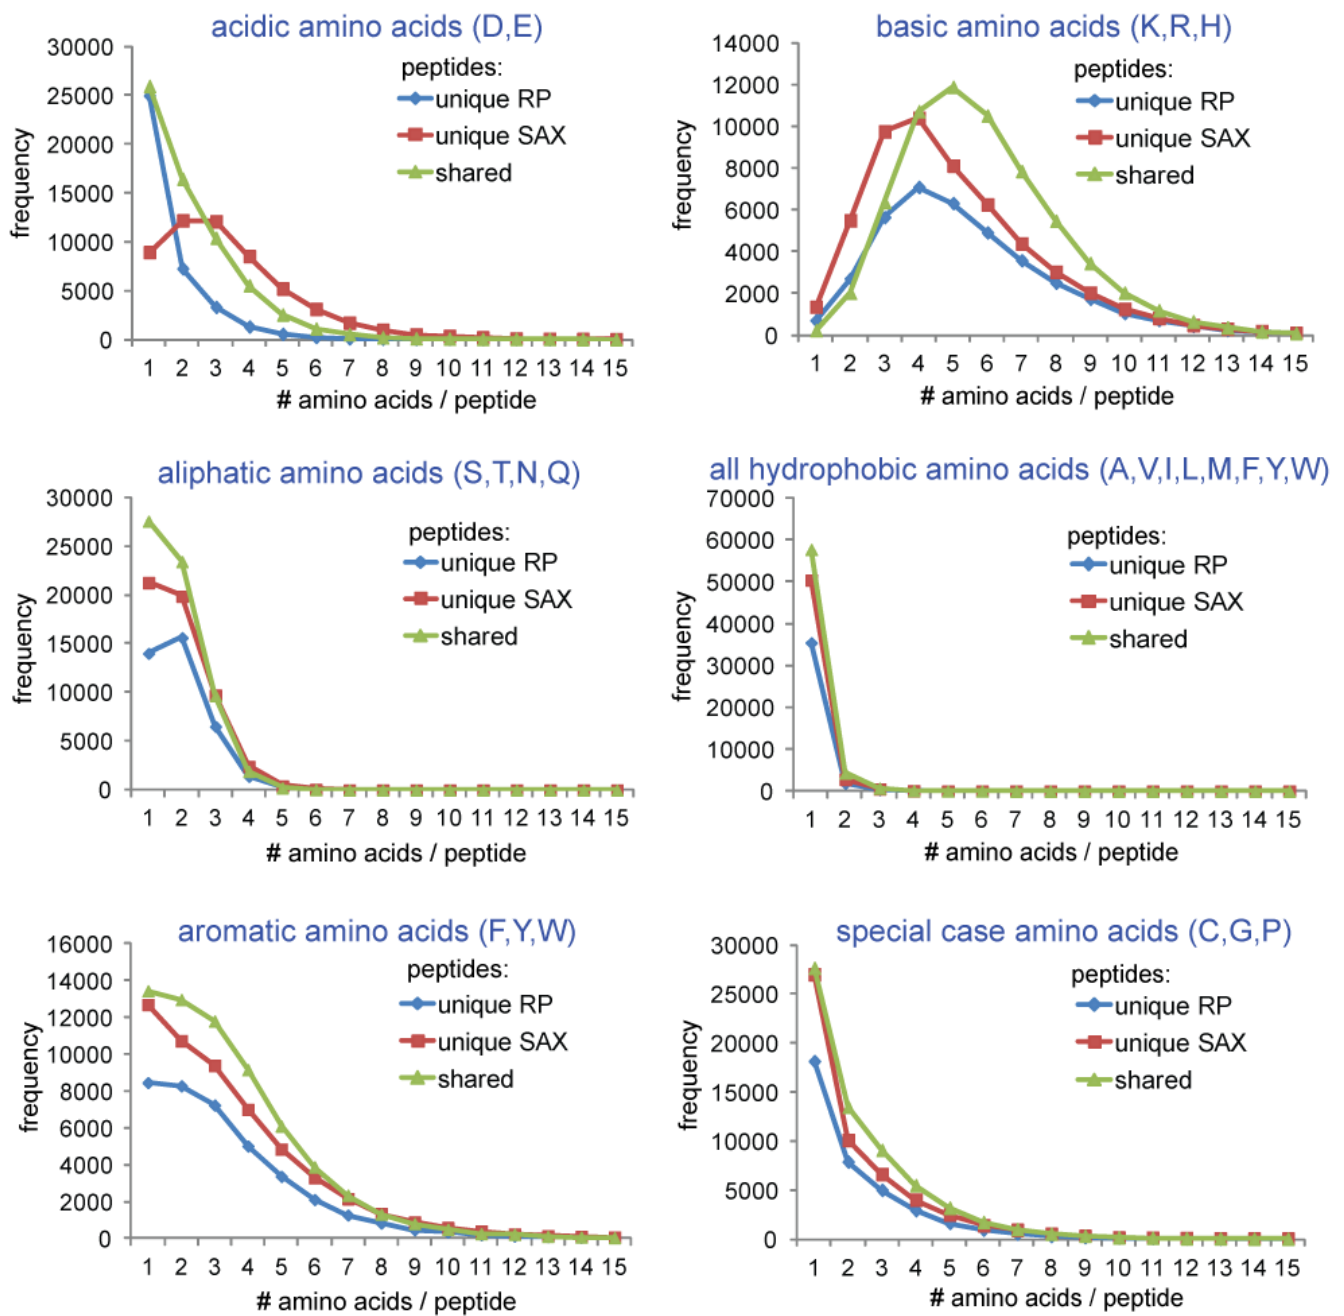 acidic amino acids (D,E)
30000
25000
20000
15000
10000
5000
0
frequency
peptides:
unique RP
unique SAX
shared
1 2 3 4 5 6 7 8 9 10 11 12 13 14 15
# amino acids / peptide
basic amino acids (K,R,H)
14000
12000
10000
8000
6000
4000
2000
0
frequency
peptides:
unique RP
unique SAX
shared
1 2 3 4 5 6 7 8 9 10 11 12 13 14 15
# amino acids / peptide
aliphatic amino acids (S,T,N,Q)
30000
25000
20000
15000
10000
5000
0
frequency
peptides:
unique RP
unique SAX
shared
1 2 3 4 5 6 7 8 9 10 11 12 13 14 15
# amino acids / peptide
all hydrophobic amino acids (A,V,I,L,M,F,Y,W)
70000
60000
50000
40000
30000
20000
10000
0
frequency
peptides:
unique RP
unique SAX
shared
1 2 3 4 5 6 7 8 9 10 11 12 13 14 15
# amino acids / peptide
aromatic amino acids (F,Y,W)
16000
14000
12000
10000
8000
6000
4000
2000
0
frequency
peptides:
unique RP
unique SAX
shared
1 2 3 4 5 6 7 8 9 10 11 12 13 14 15
# amino acids / peptide
special case amino acids (C,G,P)
30000
25000
20000
15000
10000
5000
0
frequency
peptides:
unique RP
unique SAX
shared
1 2 3 4 5 6 7 8 9 10 11 12 13 14 15
# amino acids / peptide